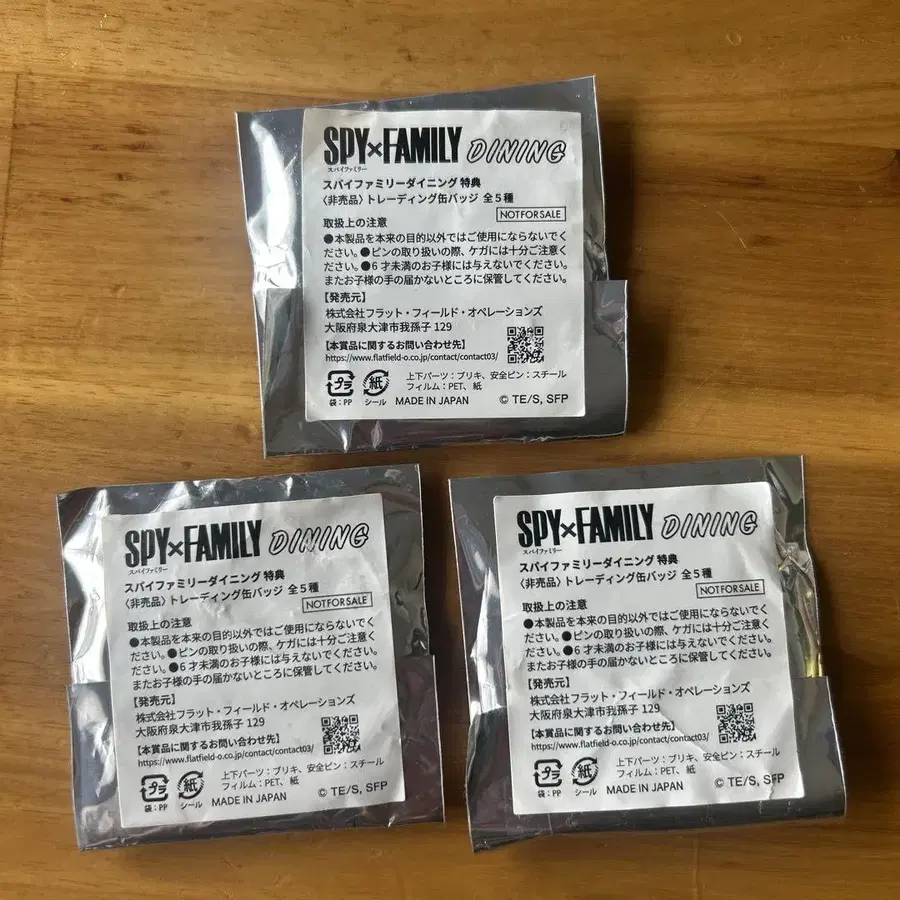 SPY×FAMILY DINING
スパイファミリー
スパイファミリーダイニング 特典
〈非売品〉トレーディング缶バッジ 全5種
NOT FOR SALE
取扱上の注意
●本製品を本来の目的以外ではご使用にならないでく
ださい。●ピンの取り扱いの際、ケガには十分ご注意く
ださい。●6才未満のお子様には与えないでください。
またお子様の手の届かないところに保管してください。
【発売元】
株式会社フラット・フィールド・オペレーションズ
大阪府泉大津市我孫子 129
【本賞品に関するお問い合わせ先】
https://www.flatfield-o.co.jp/contact/contact03/
プラ 紙 上下パーツ：ブリキ、安全ピン：スチール
フィルム：PET、紙
袋：PP シール MADE IN JAPAN © TE/S, SFP
SPY×FAMILY DINING
スパイファミリー
スパイファミリーダイニング 特典
〈非売品〉トレーディング缶バッジ 全5種
NOT FOR SALE
取扱上の注意
●本製品を本来の目的以外ではご使用にならないでく
ださい。●ピンの取り扱いの際、ケガには十分ご注意く
ださい。●6才未満のお子様には与えないでください。
またお子様の手の届かないところに保管してください。
【発売元】
株式会社フラット・フィールド・オペレーションズ
大阪府泉大津市我孫子 129
【本賞品に関するお問い合わせ先】
https://www.flatfield-o.co.jp/contact/contact03/
プラ 紙 上下パーツ：ブリキ、安全ピン：スチール
フィルム：PET、紙
袋：PP シール MADE IN JAPAN © TE/S, SFP
SPY×FAMILY DINING
スパイファミリー
スパイファミリーダイニング 特典
〈非売品〉トレーディング缶バッジ 全5種
NOT FOR SALE
取扱上の注意
●本製品を本来の目的以外ではご使用にならないでく
ださい。●ピンの取り扱いの際、ケガには十分ご注意く
ださい。●6才未満のお子様には与えないでください。
またお子様の手の届かないところに保管してください。
【発売元】
株式会社フラット・フィールド・オペレーションズ
大阪府泉大津市我孫子 129
【本賞品に関するお問い合わせ先】
https://www.flatfield-o.co.jp/contact/contact03/
プラ 紙 上下パーツ：ブリキ、安全ピン：スチール
フィルム：PET、紙
袋：PP シール MADE IN JAPAN © TE/S, SFP